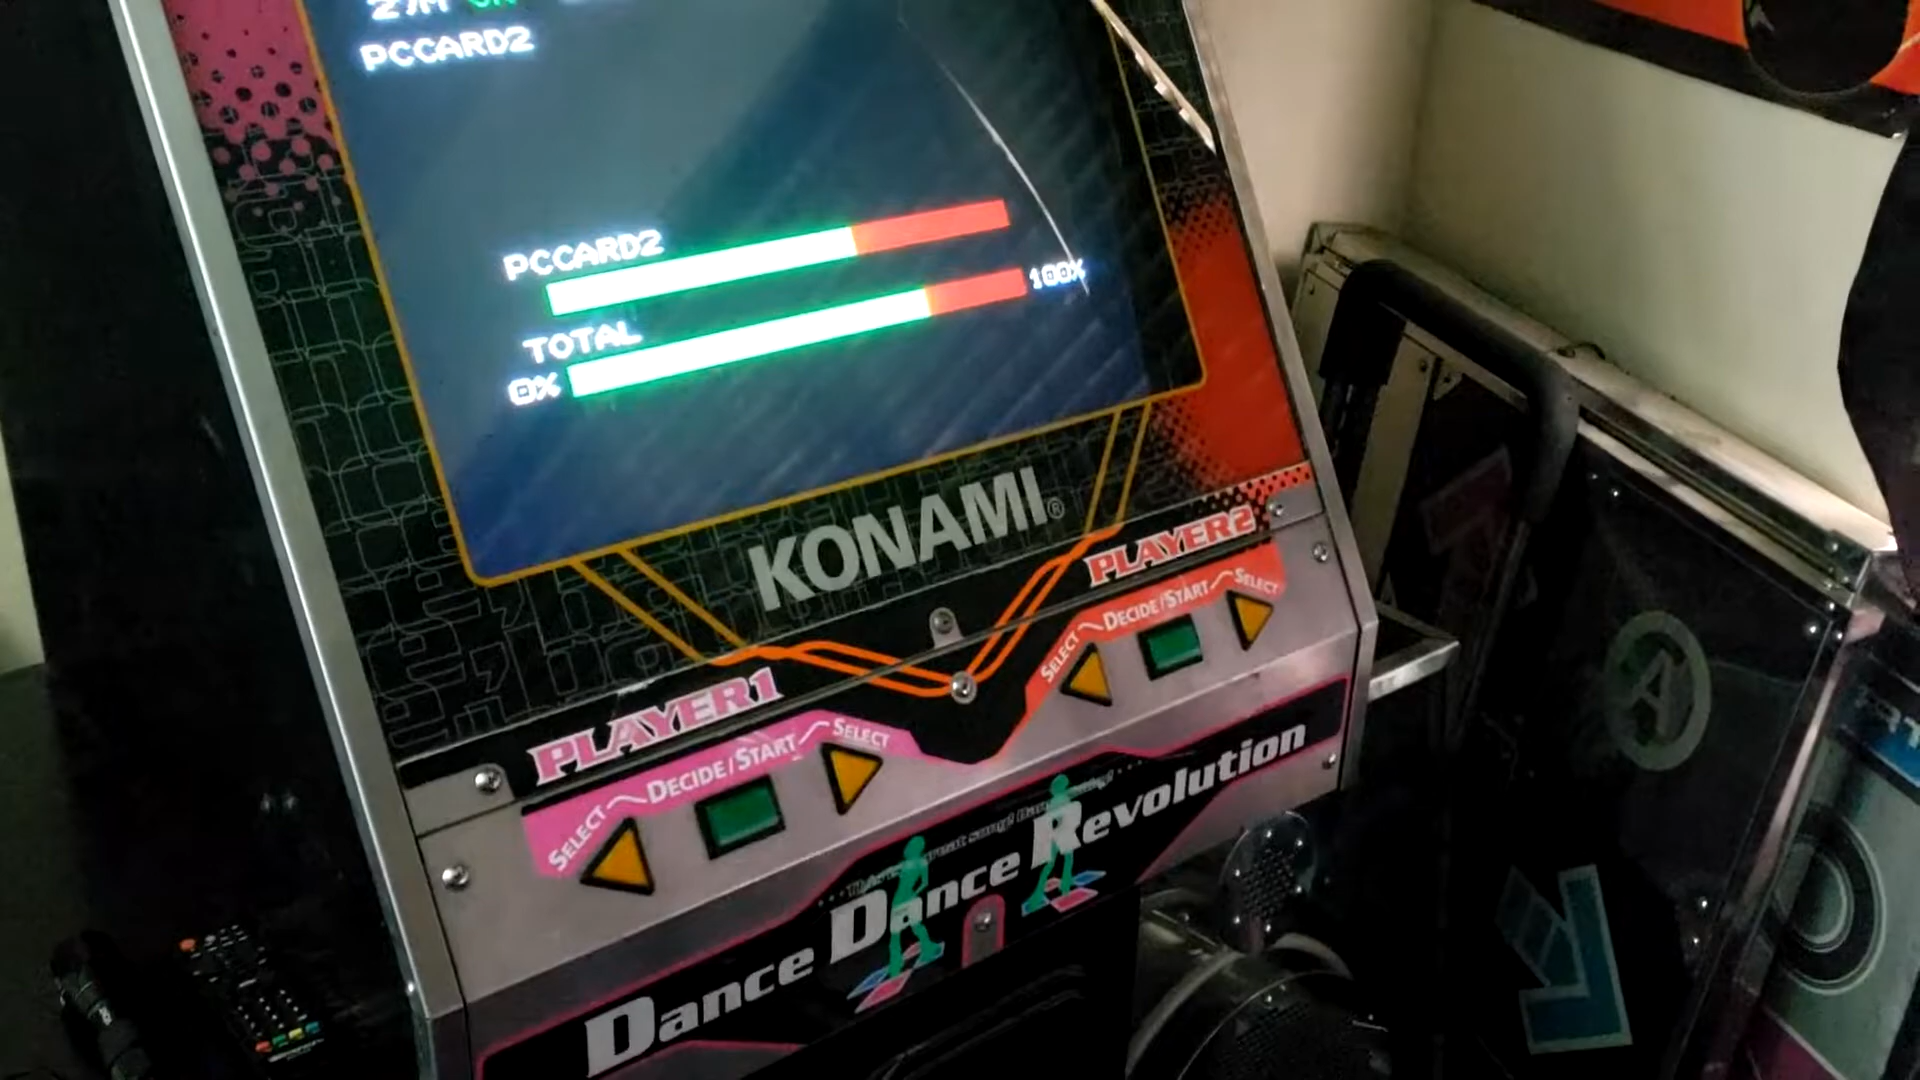 27M
PCCARD2
PCCARD2
100%
TOTAL
0%
KONAMI®
PLAYER2
SELECT DECIDE/START SELECT
PLAYER1
SELECT DECIDE/START SELECT
Dance Dance Revolution
A